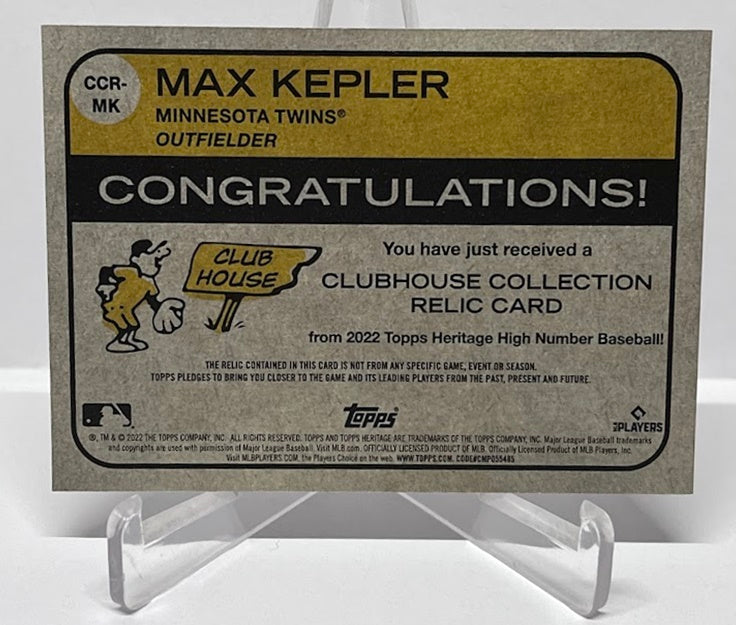 CCR-
MK
MAX KEPLER
MINNESOTA TWINS®
OUTFIELDER
CONGRATULATIONS!
CLUB
HOUSE
You have just received a
CLUBHOUSE COLLECTION
RELIC CARD
from 2022 Topps Heritage High Number Baseball!
THE RELIC CONTAINED IN THIS CARD IS NOT FROM ANY SPECIFIC GAME, EVENT OR SEASON.
TOPPS PLEDGES TO BRING YOU CLOSER TO THE GAME AND ITS LEADING PLAYERS FROM THE PAST, PRESENT AND FUTURE.
topps
MLB PLAYERS
®, TM & © 2022 THE TOPPS COMPANY, INC. ALL RIGHTS RESERVED. TOPPS AND TOPPS HERITAGE ARE TRADEMARKS OF THE TOPPS COMPANY, INC. Major League Baseball trademarks
and copyrights are used with permission of Major League Baseball. Visit MLB.com. OFFICIALLY LICENSED PRODUCT OF MLB PLAYERS, Inc.
Visit MLBPLAYERS.COM, the Players Choice on the web. WWW.TOPPS.COM. CODE#CMP055485